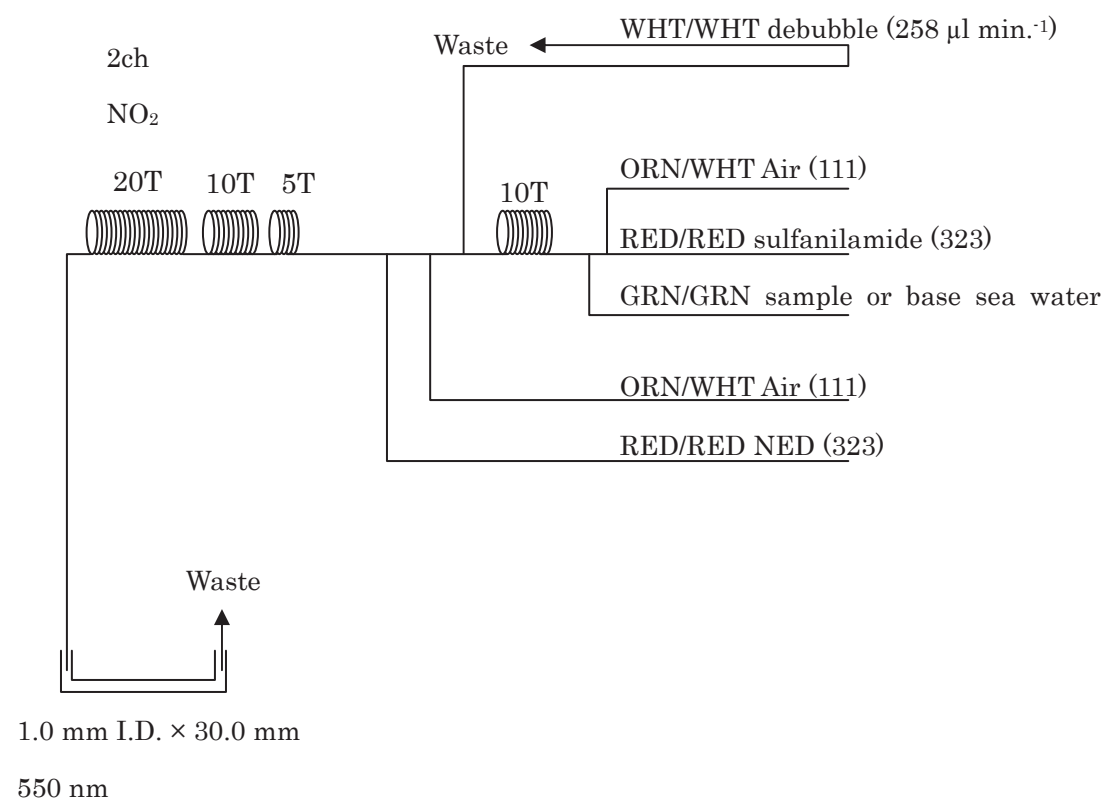 Waste
WHT/WHT debubble (258 μl min.-1)
2ch
NO2
20T
10T
5T
10T
ORN/WHT Air (111)
RED/RED sulfanilamide (323)
GRN/GRN sample or base sea water
ORN/WHT Air (111)
RED/RED NED (323)
Waste
1.0 mm I.D. × 30.0 mm
550 nm